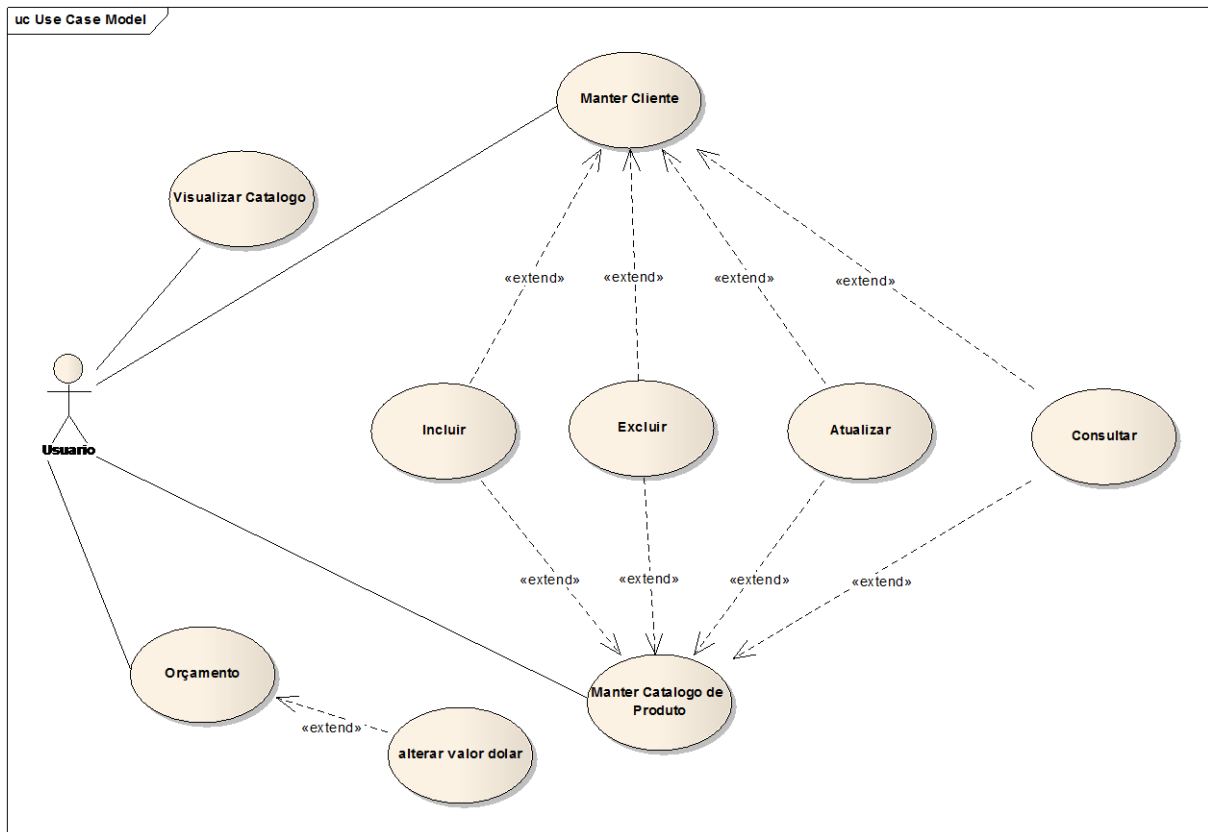 uc Use Case Model
Manter Cliente
Visualizar Catalogo
«extend»
«extend»
«extend»
«extend»
Usuario
Incluir
Excluir
Atualizar
Consultar
«extend»
«extend»
«extend»
«extend»
Orçamento
Manter Catalogo de
Produto
«extend»
alterar valor dolar